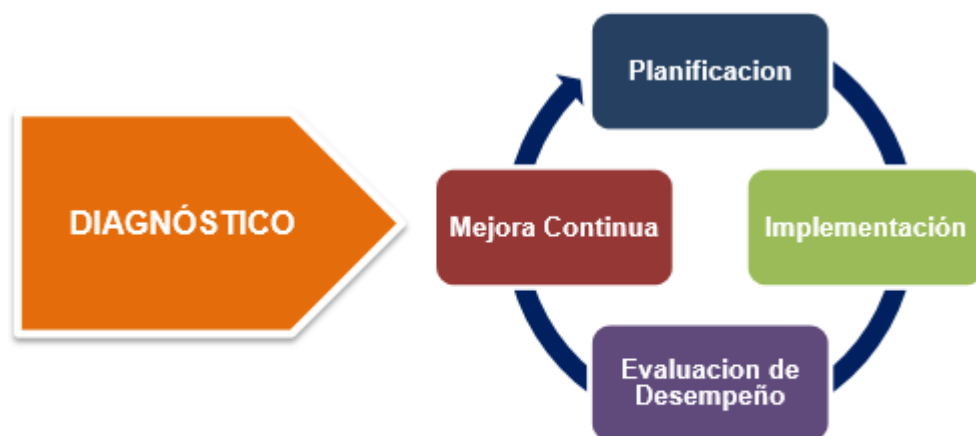 DIAGNÓSTICO
Planificacion
Mejora Continua
Implementación
Evaluacion de
Desempeño